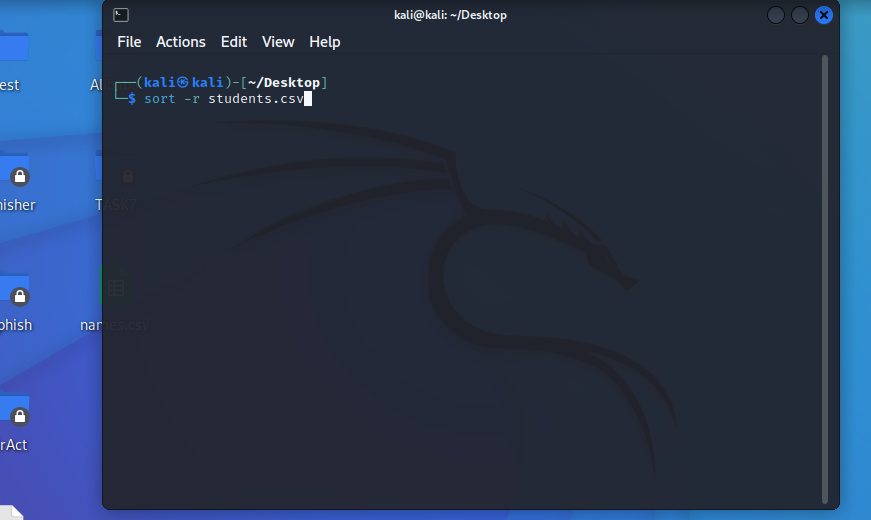 kali@kali: ~/Desktop
File Actions Edit View Help
┌──(kali㉿kali)-[~/Desktop]
└─$ sort -r students.csv
est
Al
nisher
TASK7
phish
names.csv
rAct